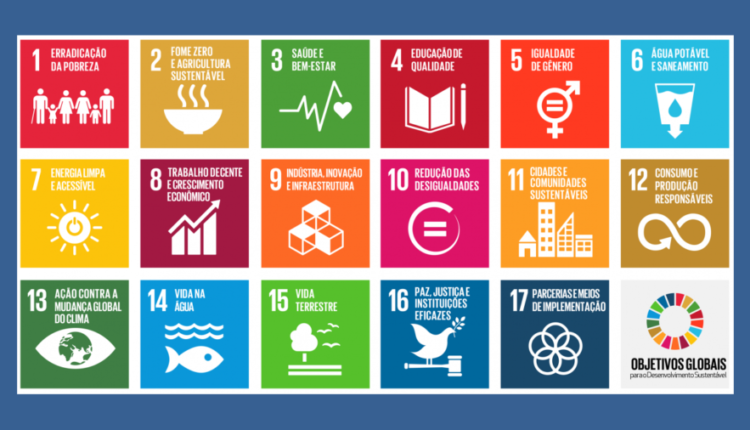 1 ERRADICAÇÃO
DA POBREZA
2 FOME ZERO
E AGRICULTURA
SUSTENTÁVEL
3 SAÚDE E
BEM-ESTAR
4 EDUCAÇÃO DE
QUALIDADE
5 IGUALDADE
DE GÊNERO
6 ÁGUA POTÁVEL
E SANEAMENTO
7 ENERGIA LIMPA
E ACESSÍVEL
8 TRABALHO DECENTE
E CRESCIMENTO
ECONÔMICO
9 INDÚSTRIA, INOVAÇÃO
E INFRAESTRUTURA
10 REDUÇÃO DAS
DESIGUALDADES
11 CIDADES E
COMUNIDADES
SUSTENTÁVEIS
12 CONSUMO E
PRODUÇÃO
RESPONSÁVEIS
13 AÇÃO CONTRA A
MUDANÇA GLOBAL
DO CLIMA
14 VIDA NA
ÁGUA
15 VIDA
TERRESTRE
16 PAZ, JUSTIÇA E
INSTITUIÇÕES
EFICAZES
17 PARCERIAS E MEIOS
DE IMPLEMENTAÇÃO
OBJETIVOS GLOBAIS
para o Desenvolvimento Sustentável